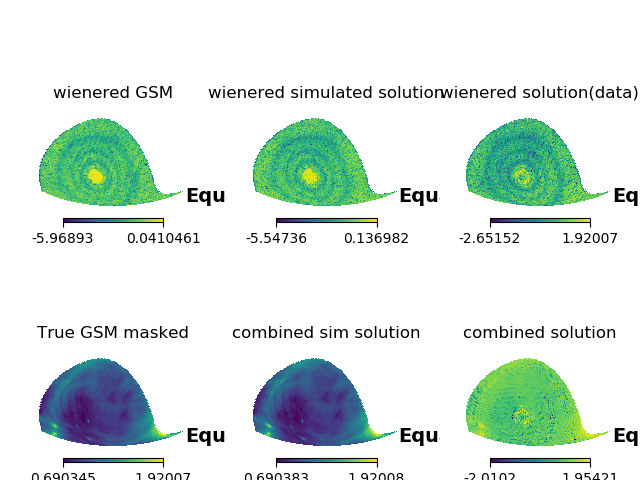 wienered GSM
wienered simulated solution
wienered solution(data)
Equ
Equ
Eq
-5.96893 0.0410461
-5.54736 0.136982
-2.65152 1.92007
True GSM masked
combined sim solution
combined solution
Equ
Equ
Eq
0.690345 1.92007
0.690383 1.92008
-2.0102 1.95421